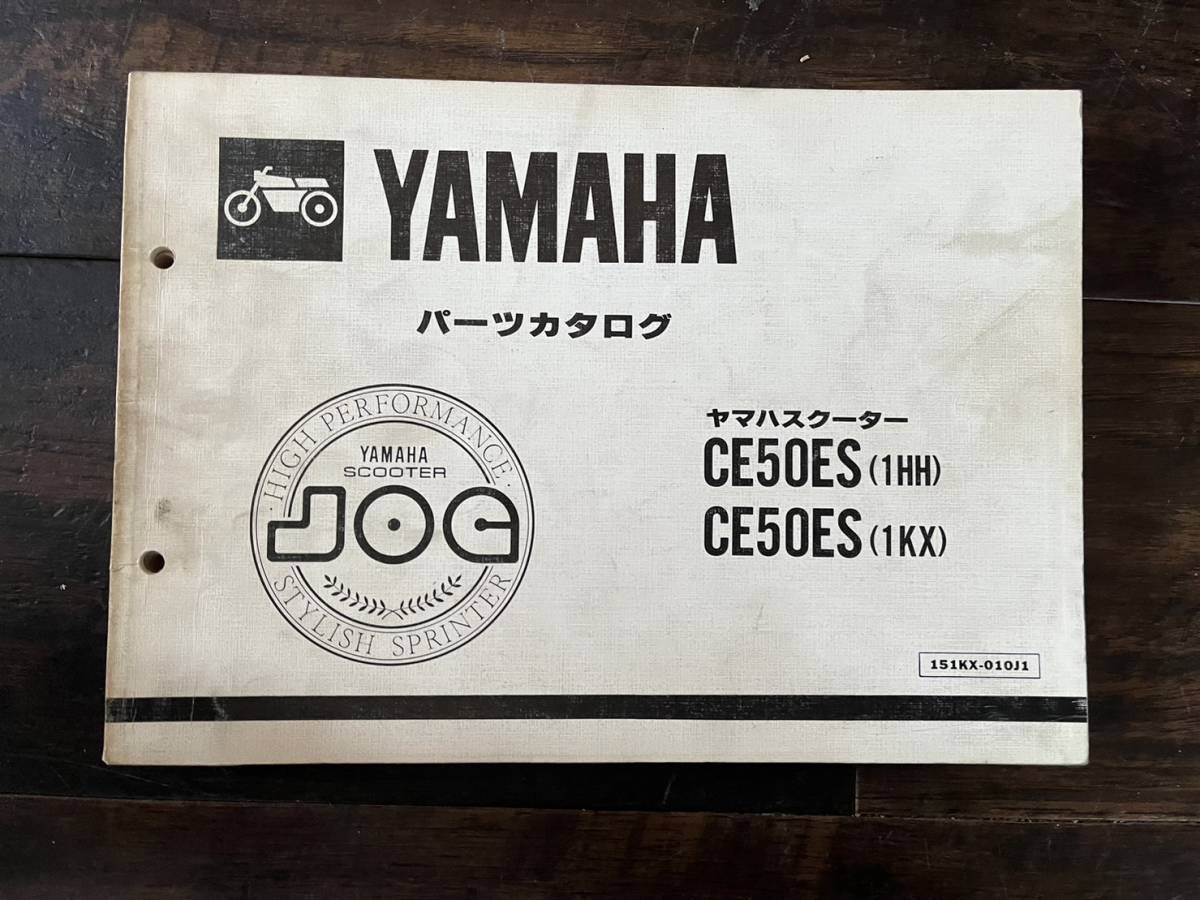 YAMAHA
パーツカタログ
・HIGH PERFORMANCE・
YAMAHA
SCOOTER
JOG
STYLISH SPRINTER
ヤマハスクーター
CE50ES (1HH)
CE50ES (1KX)
151KX-010J1